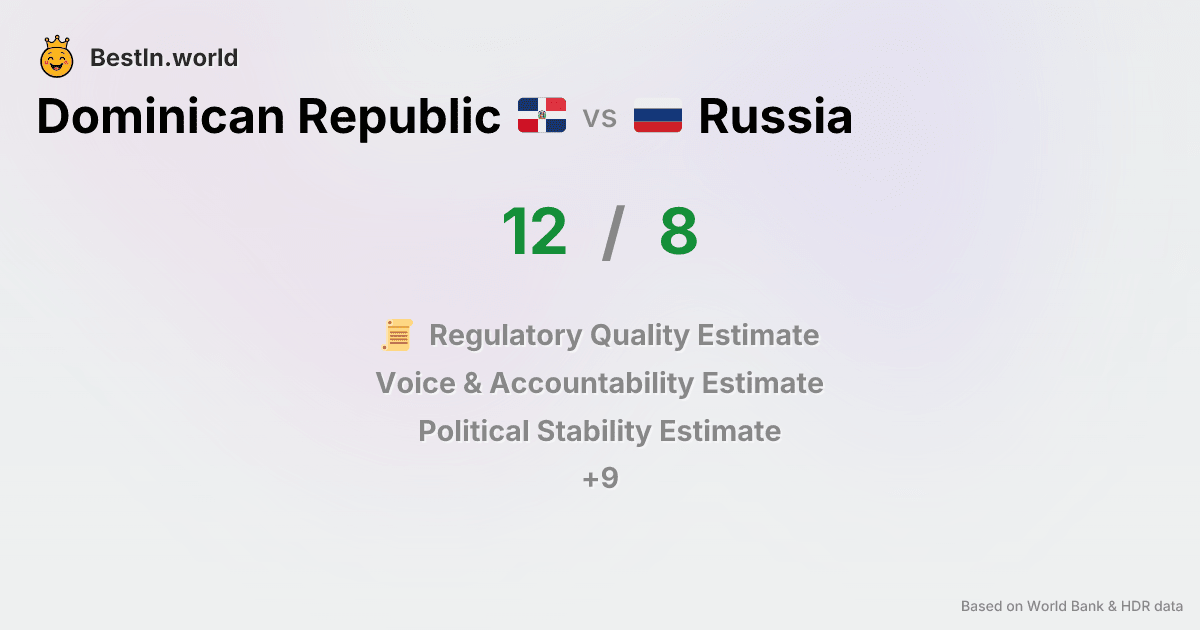 BestIn.world
Dominican Republic vs Russia
12 / 8
Regulatory Quality Estimate
Voice & Accountability Estimate
Political Stability Estimate
+9
Based on World Bank & HDR data